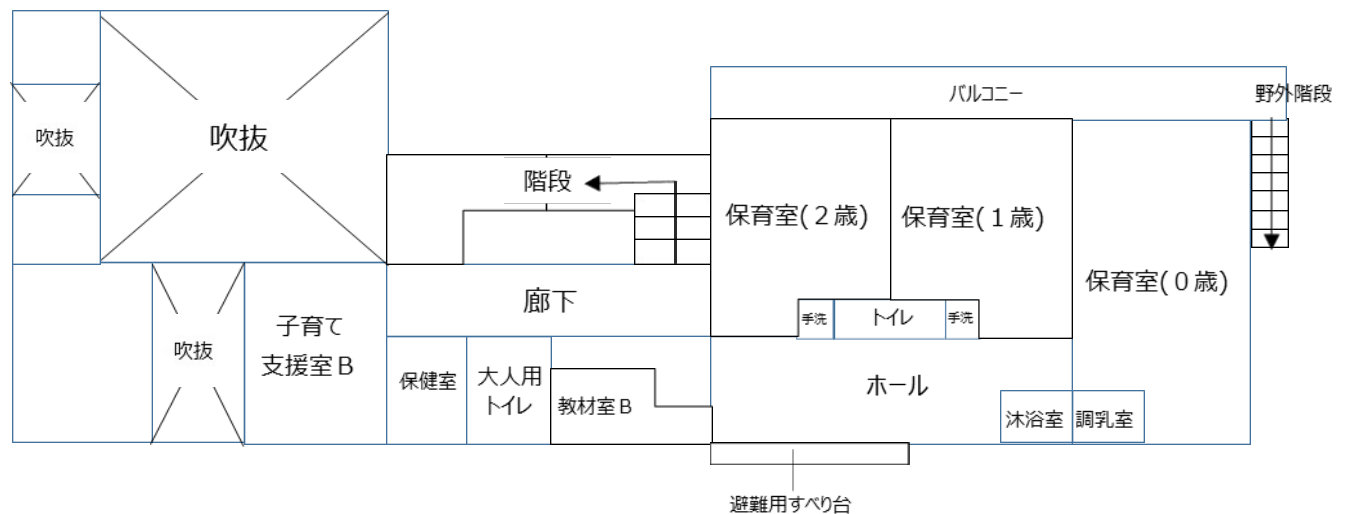 バルコニー
野外階段
吹抜
吹抜
階段
保育室(２歳)
保育室(１歳)
保育室(０歳)
廊下
手洗
トイレ
手洗
子育て
支援室Ｂ
吹抜
保健室
大人用
トイレ
教材室Ｂ
ホール
沐浴室
調乳室
避難用すべり台